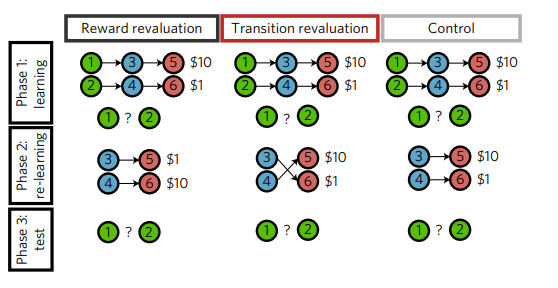 Reward revaluation Transition revaluation Control
Phase 1: learning
1 3 5 $10 1 3 5 $10 1 3 5 $10
2 4 6 $1 2 4 6 $1 2 4 6 $1
1 ? 2 1 ? 2 1 ? 2
Phase 2: re-learning
3 5 $1 3 5 $10 3 5 $10
4 6 $10 4 6 $1 4 6 $1
Phase 3: test
1 ? 2 1 ? 2 1 ? 2